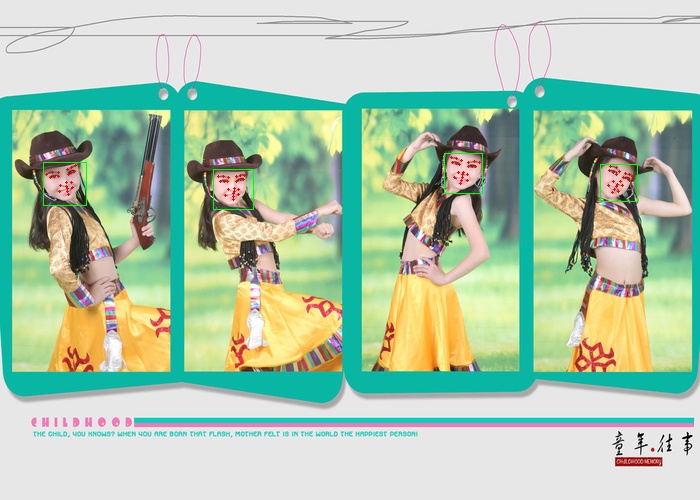 CHILDHOOD
THE CHILD, YOU KNOWS? WHEN YOU ARE BORN THAT FLASH, MOTHER FELT IS IN THE WORLD THE HAPPIEST PERSON!
童年.往事
CHILDHOOD MEMORY